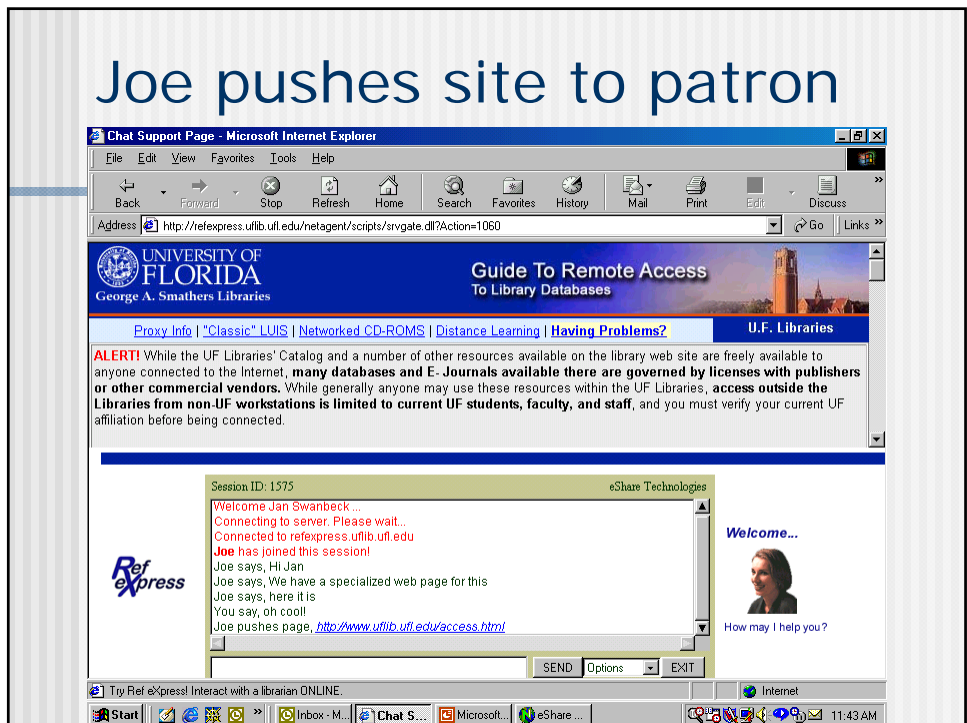 Joe pushes site to patron
Chat Support Page - Microsoft Internet Explorer
File Edit View Favorites Tools Help
Back Forward Stop Refresh Home Search Favorites History Mail Print Edit Discuss »
Address http://refexpress.uflib.ufl.edu/netagent/scripts/srvgate.dll?Action=1060 Go Links »
UNIVERSITY OF
FLORIDA
George A. Smathers Libraries
Guide To Remote Access
To Library Databases
Proxy Info | "Classic" LUIS | Networked CD-ROMS | Distance Learning | Having Problems?
U.F. Libraries
ALERT! While the UF Libraries' Catalog and a number of other resources available on the library web site are freely available to
anyone connected to the Internet, many databases and E- Journals available there are governed by licenses with publishers
or other commercial vendors. While generally anyone may use these resources within the UF Libraries, access outside the
Libraries from non-UF workstations is limited to current UF students, faculty, and staff, and you must verify your current UF
affiliation before being connected.
Session ID: 1575 eShare Technologies
Welcome Jan Swanbeck ...
Connecting to server. Please wait...
Connected to refexpress.uflib.ufl.edu
Joe has joined this session!
Joe says, Hi Jan
Joe says, We have a specialized web page for this
Joe says, here it is
You say, oh cool!
Joe pushes page, http://www.uflib.ufl.edu/access.html
Ref
eXpress
Welcome...
How may I help you?
SEND Options EXIT
Try Ref eXpress! Interact with a librarian ONLINE. Internet
Start » Inbox - M... Chat S... Microsoft... eShare ... 11:43 AM